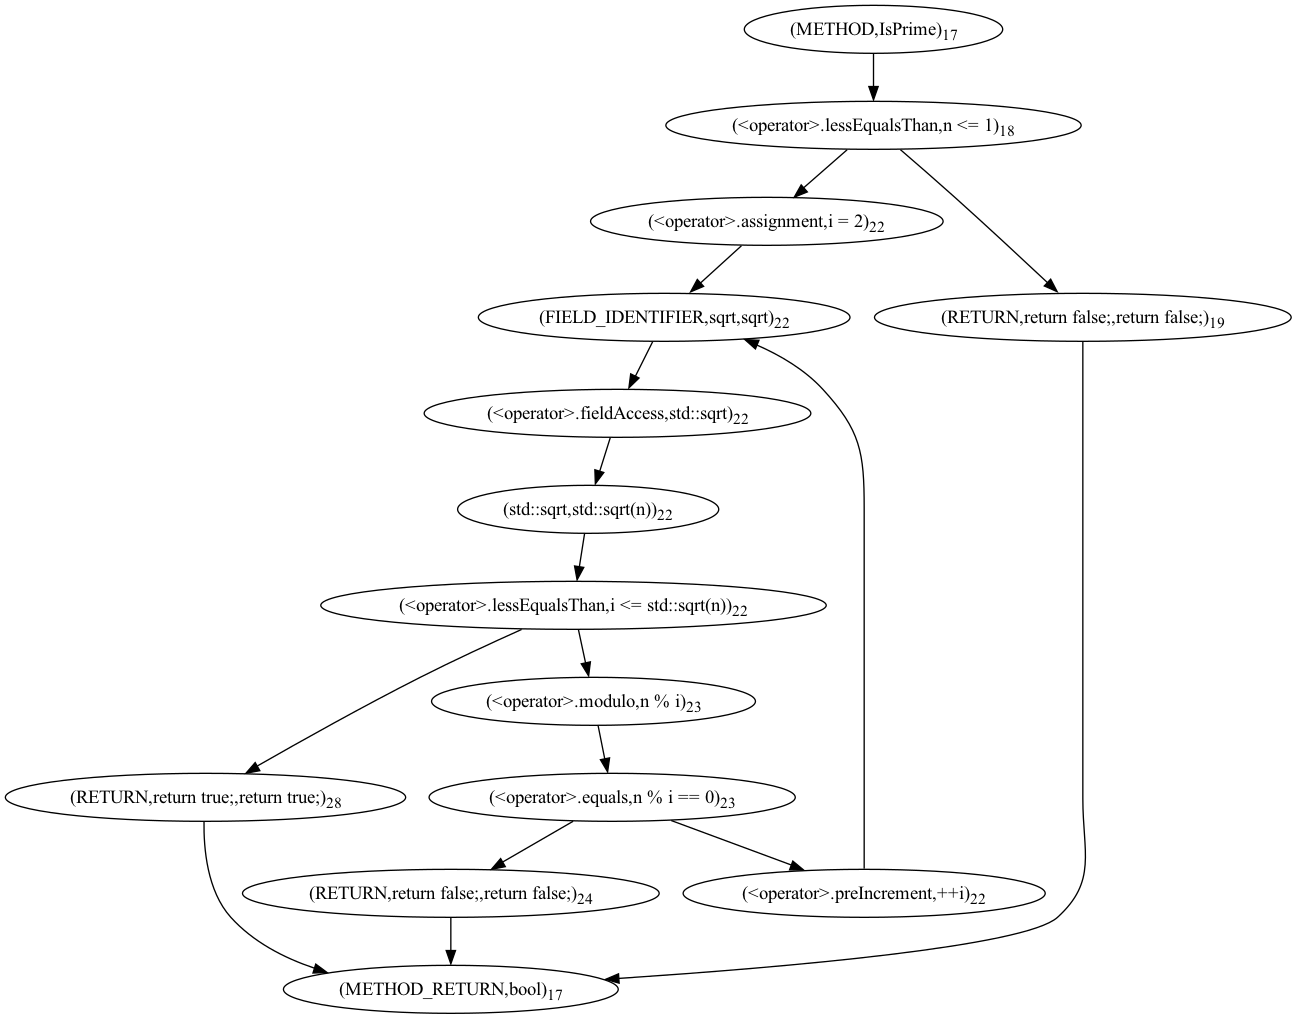 (METHOD,IsPrime)17
(<operator>.lessEqualsThan,n <= 1)18
(<operator>.assignment,i = 2)22
(FIELD_IDENTIFIER,sqrt,sqrt)22
(RETURN,return false;,return false;)19
(<operator>.fieldAccess,std::sqrt)22
(std::sqrt,std::sqrt(n))22
(<operator>.lessEqualsThan,i <= std::sqrt(n))22
(<operator>.modulo,n % i)23
(RETURN,return true;,return true;)28
(<operator>.equals,n % i == 0)23
(RETURN,return false;,return false;)24
(<operator>.preIncrement,++i)22
(METHOD_RETURN,bool)17